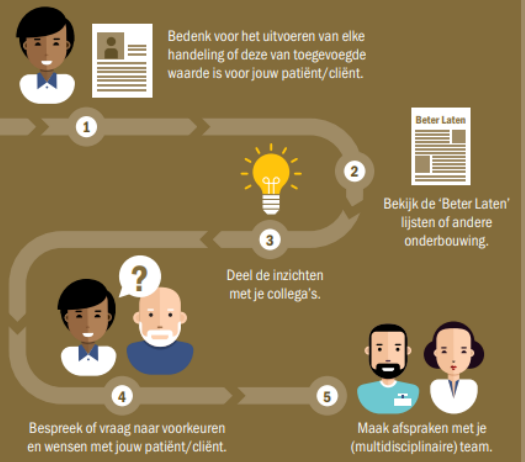 Bedenk voor het uitvoeren van elke
handeling of deze van toegevoegde
waarde is voor jouw patiënt/cliënt.
1
Beter Laten
2
Bekijk de ‘Beter Laten’
lijsten of andere
onderbouwing.
3
Deel de inzichten
met je collega’s.
?
4
Bespreek of vraag naar voorkeuren
en wensen met jouw patiënt/cliënt.
5
Maak afspraken met je
(multidisciplinaire) team.